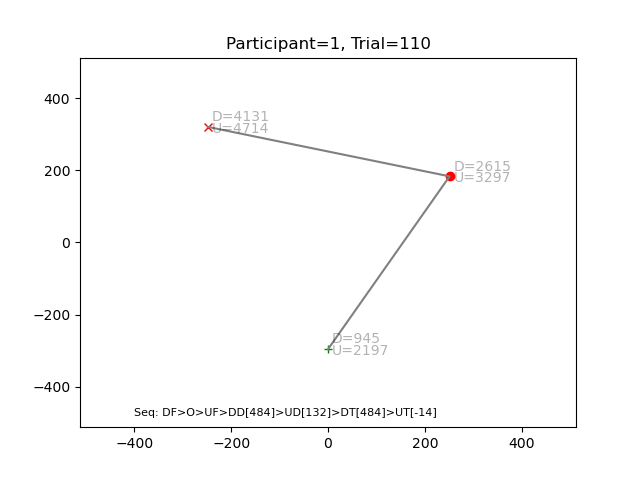 Participant=1, Trial=110
400
200
0
−200
−400
D=4131
U=4714
D=2615
U=3297
D=945
U=2197
Seq: DF>O>UF>DD[484]>UD[132]>DT[484]>UT[-14]
−400 −200 0 200 400